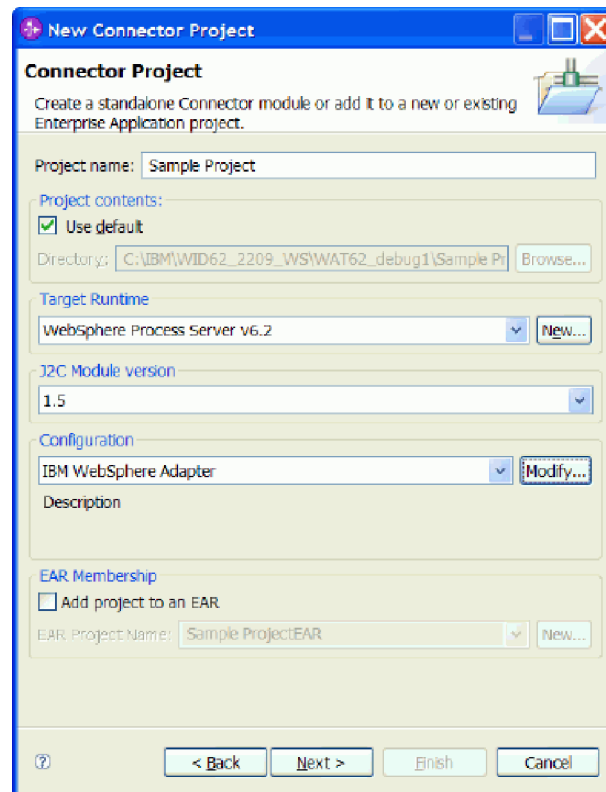 New Connector Project
Connector Project
Create a standalone Connector module or add it to a new or existing
Enterprise Application project.
Project name: Sample Project
Project contents:
Use default
Directory: C:\IBM\WID62_2209_WS\WAT62_debug1\Sample Pr Browse...
Target Runtime
WebSphere Process Server v6.2 New...
J2C Module version
1.5
Configuration
IBM WebSphere Adapter Modify...
Description
EAR Membership
Add project to an EAR
EAR Project Name: Sample ProjectEAR New...
? < Back Next > Finish Cancel